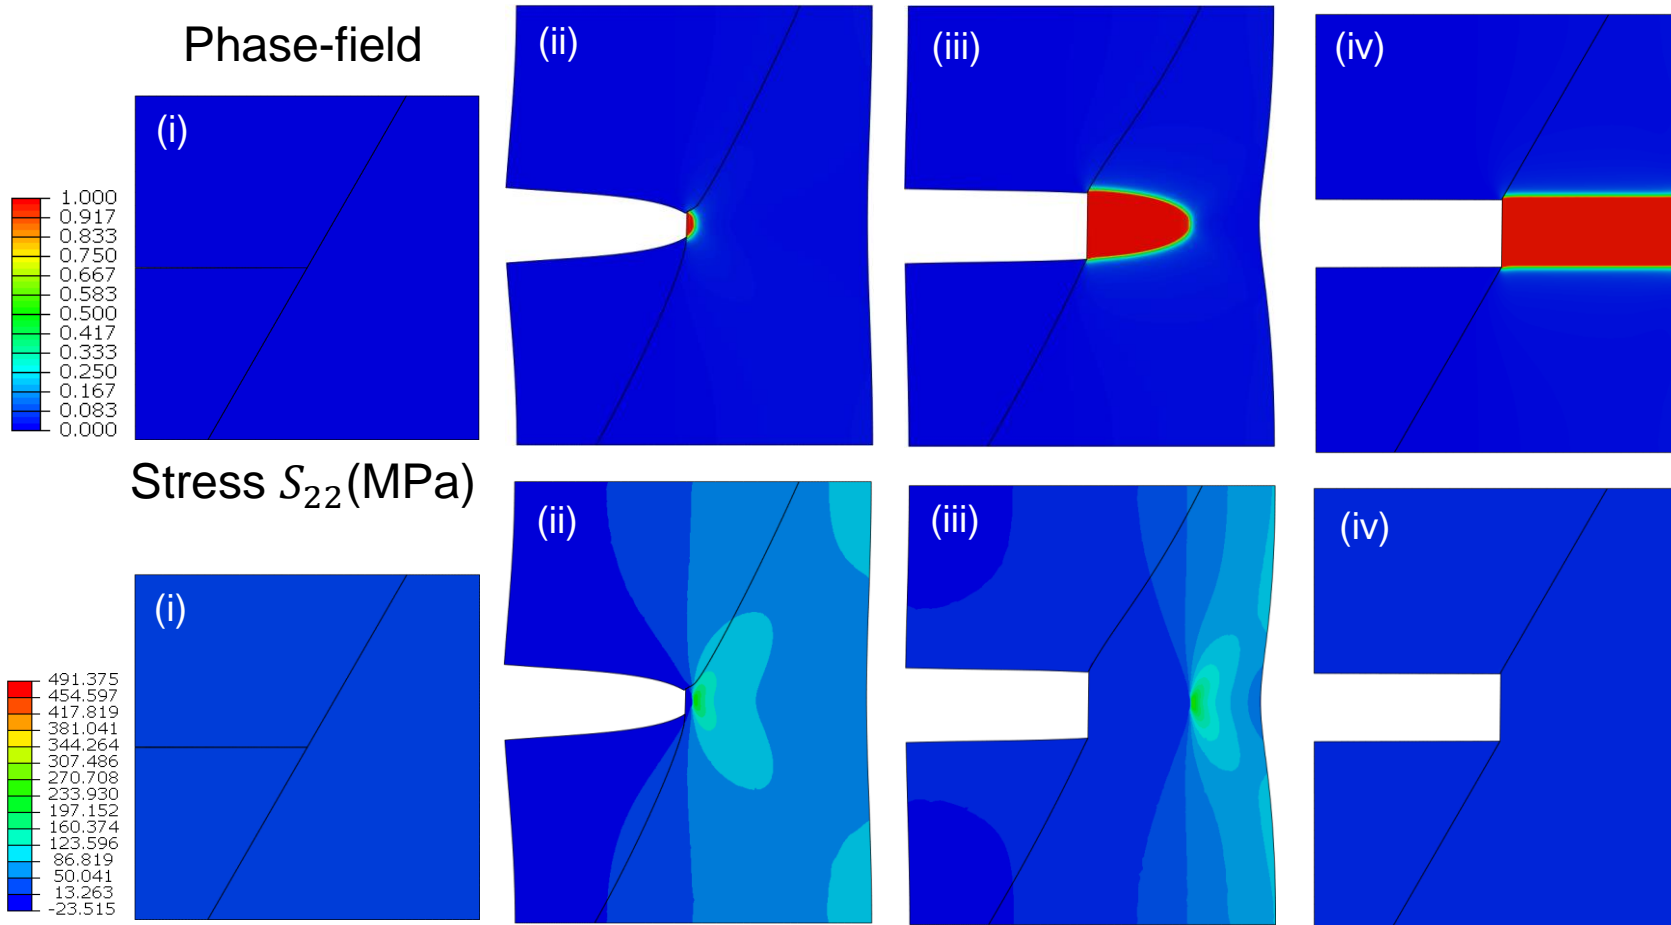 Phase-field
(i)
(ii)
(iii)
(iv)
1.000
0.917
0.833
0.750
0.667
0.583
0.500
0.417
0.333
0.250
0.167
0.083
0.000
Stress S₂₂(MPa)
(i)
(ii)
(iii)
(iv)
491.375
454.597
417.819
381.041
344.264
307.486
270.708
233.930
197.152
160.374
123.596
86.819
50.041
13.263
-23.515